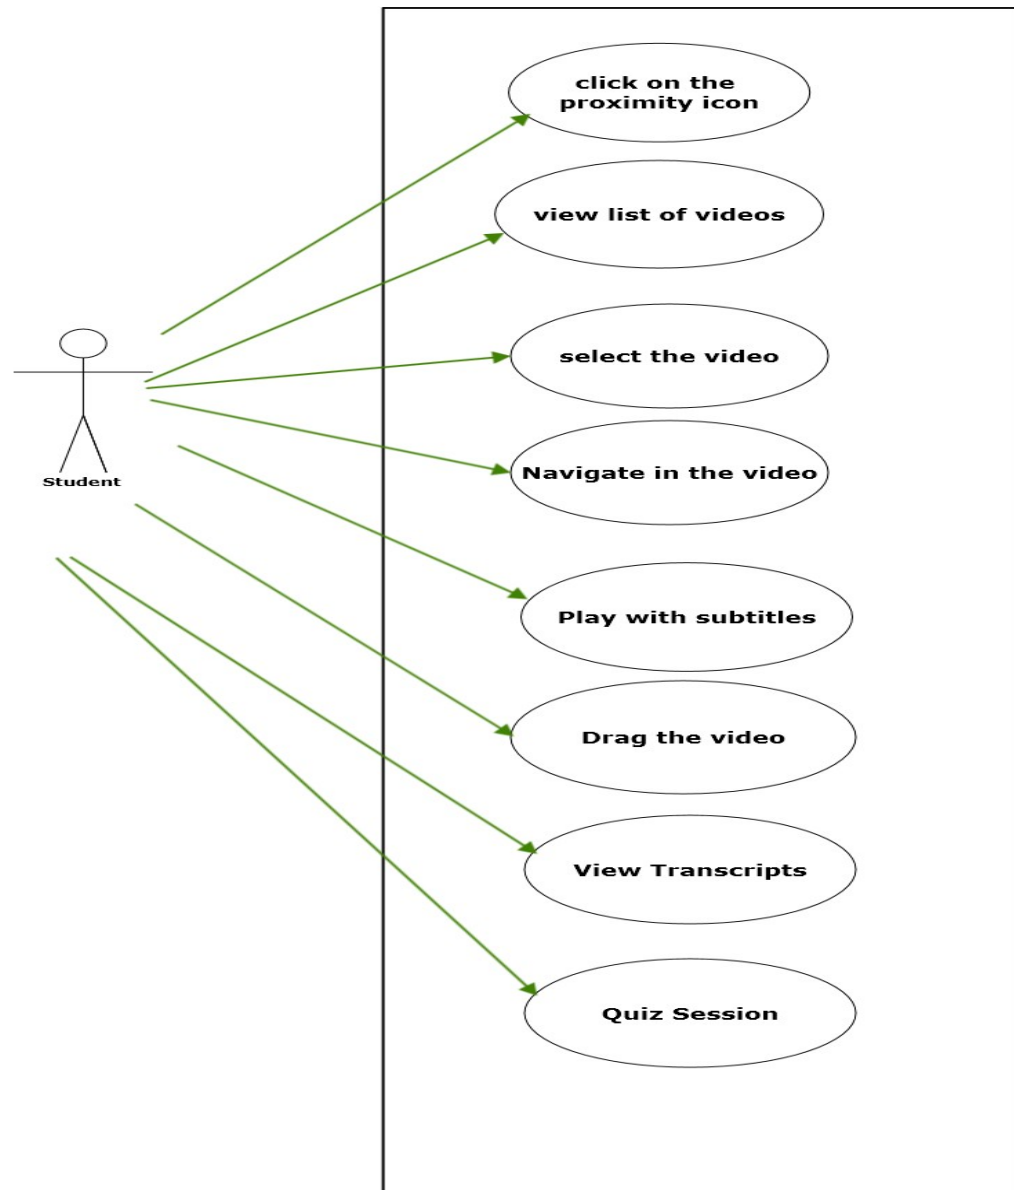 click on the
proximity icon
view list of videos
select the video
Navigate in the video
Student
Play with subtitles
Drag the video
View Transcripts
Quiz Session